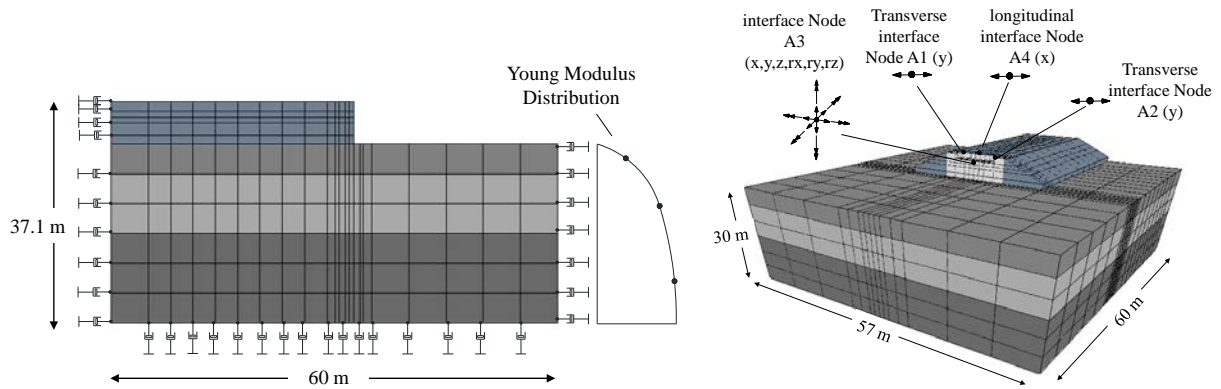 37.1 m
60 m
Young Modulus
Distribution
interface Node
A3
(x,y,z,rx,ry,rz)
Transverse
interface
Node A1 (y)
longitudinal
interface Node
A4 (x)
Transverse
interface Node
A2 (y)
30 m
57 m
60 m